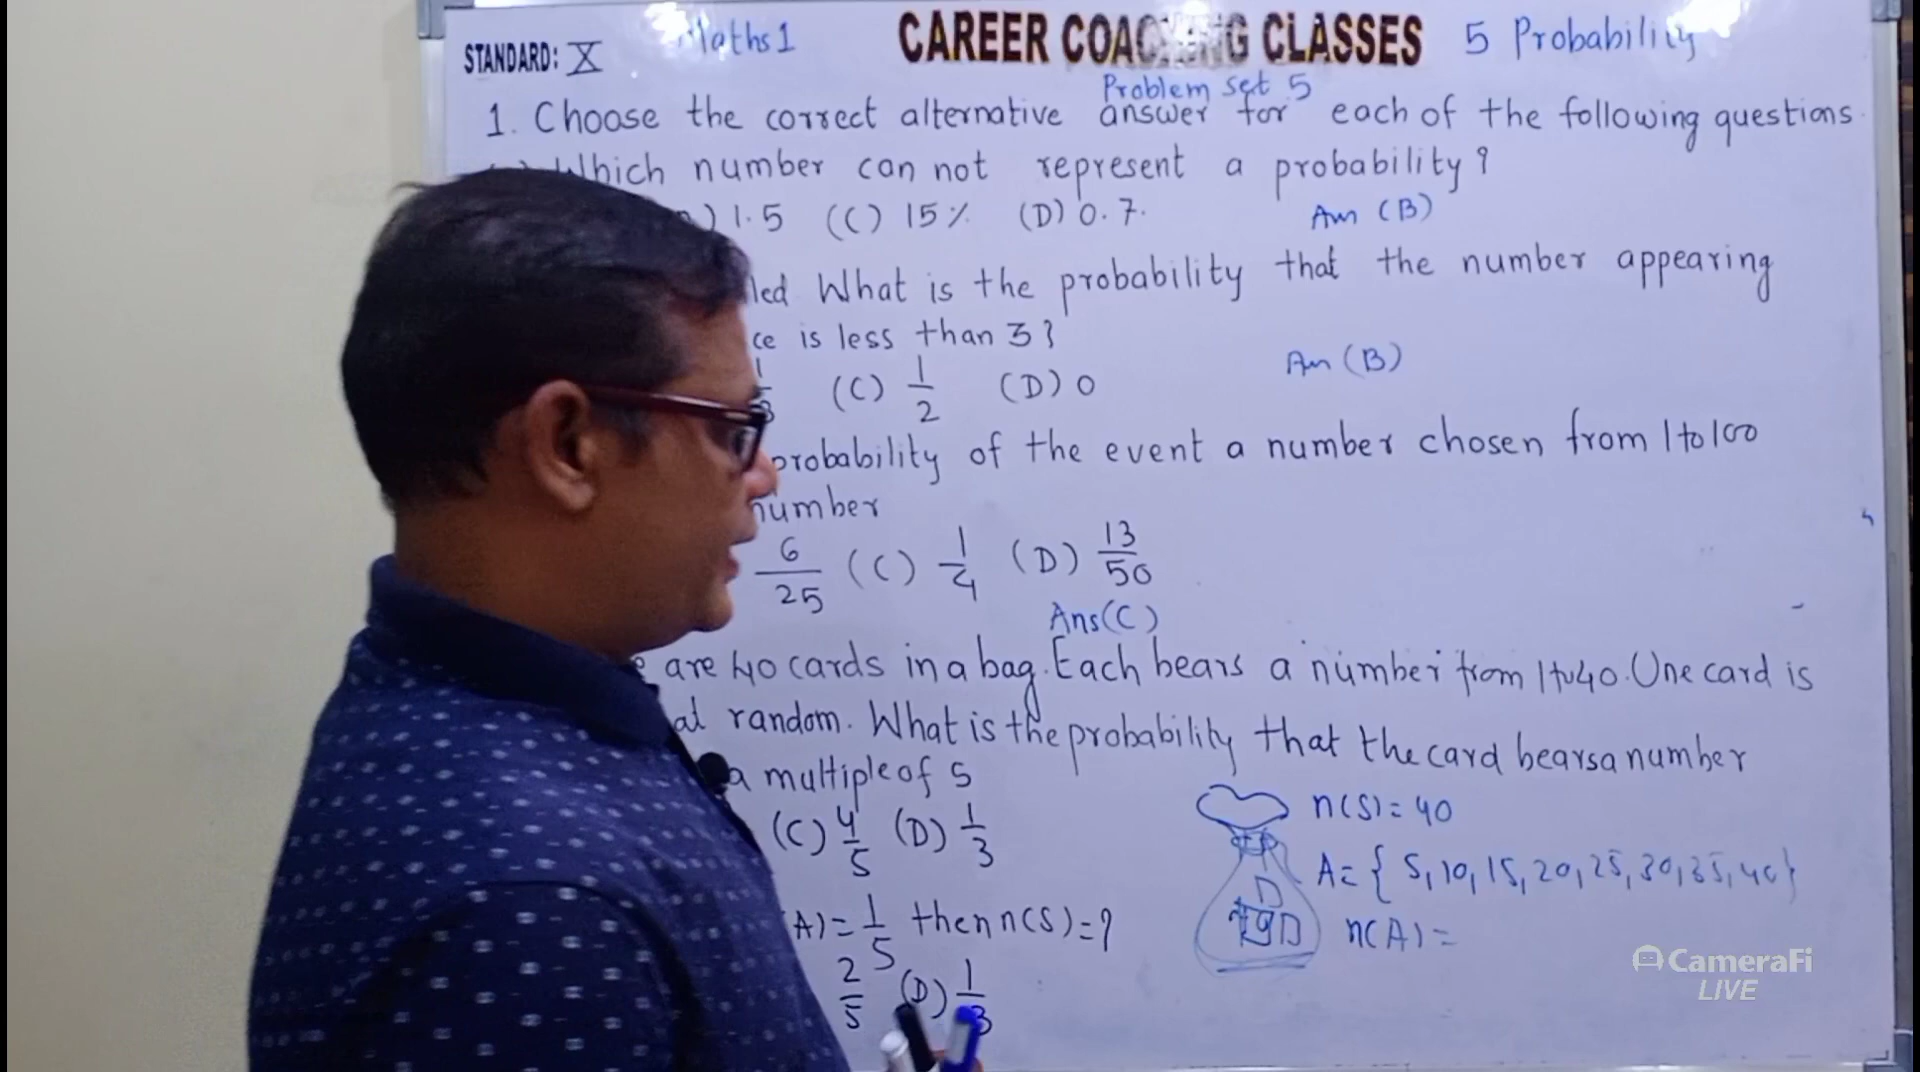 STANDARD: X Maths 1 CAREER COACHING CLASSES 5 Probability
Problem set 5
1. Choose the correct alternative answer for each of the following questions.
Which number can not represent a probability?
) 1.5 (C) 15% (D) 0.7. Ans (B)
led What is the probability that the number appearing
ce is less than 3?
1/3 (C) 1/2 (D) 0 Ans (B)
probability of the event a number chosen from 1 to 100
number
6/25 (C) 1/4 (D) 13/50
Ans (C)
are 40 cards in a bag. Each bears a number from 1 to 40. One card is
at random. What is the probability that the card bears a number
a multiple of 5
(C) 4/5 (D) 1/3
n(S) = 40
A = { 5, 10, 15, 20, 25, 30, 35, 40 }
n(A) =
A) = 1/5 then n(S) = ?
2/5 (D) 1/3
CameraFi
LIVE